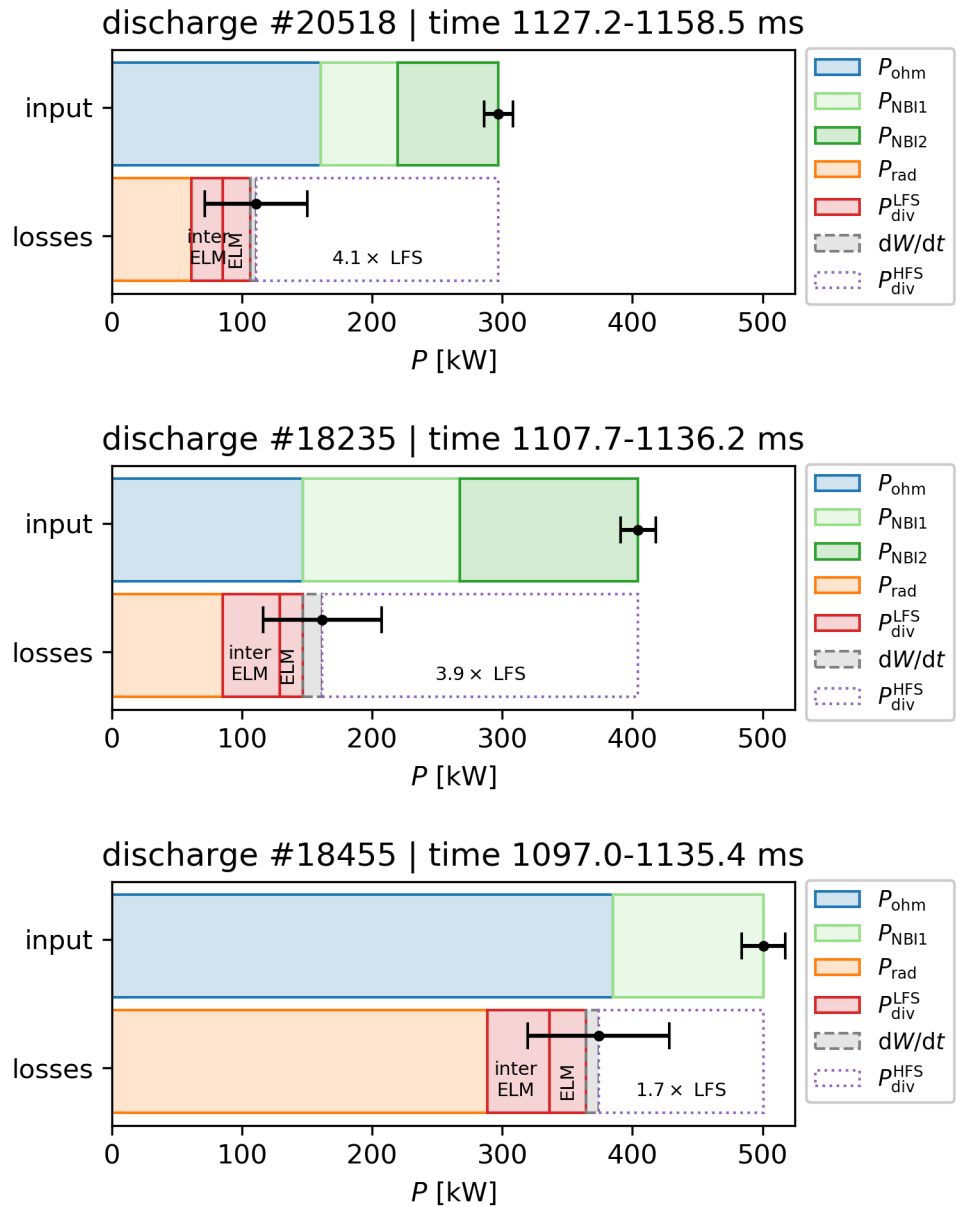 discharge #20518 | time 1127.2-1158.5 ms
input
losses
inter
ELM
ELM
4.1 × LFS
0 100 200 300 400 500
P [kW]
P_ohm
P_NBI1
P_NBI2
P_rad
P_div^LFS
dW/dt
P_div^HFS
discharge #18235 | time 1107.7-1136.2 ms
input
losses
inter
ELM
ELM
3.9 × LFS
0 100 200 300 400 500
P [kW]
P_ohm
P_NBI1
P_NBI2
P_rad
P_div^LFS
dW/dt
P_div^HFS
discharge #18455 | time 1097.0-1135.4 ms
input
losses
inter
ELM
ELM
1.7 × LFS
0 100 200 300 400 500
P [kW]
P_ohm
P_NBI1
P_rad
P_div^LFS
dW/dt
P_div^HFS